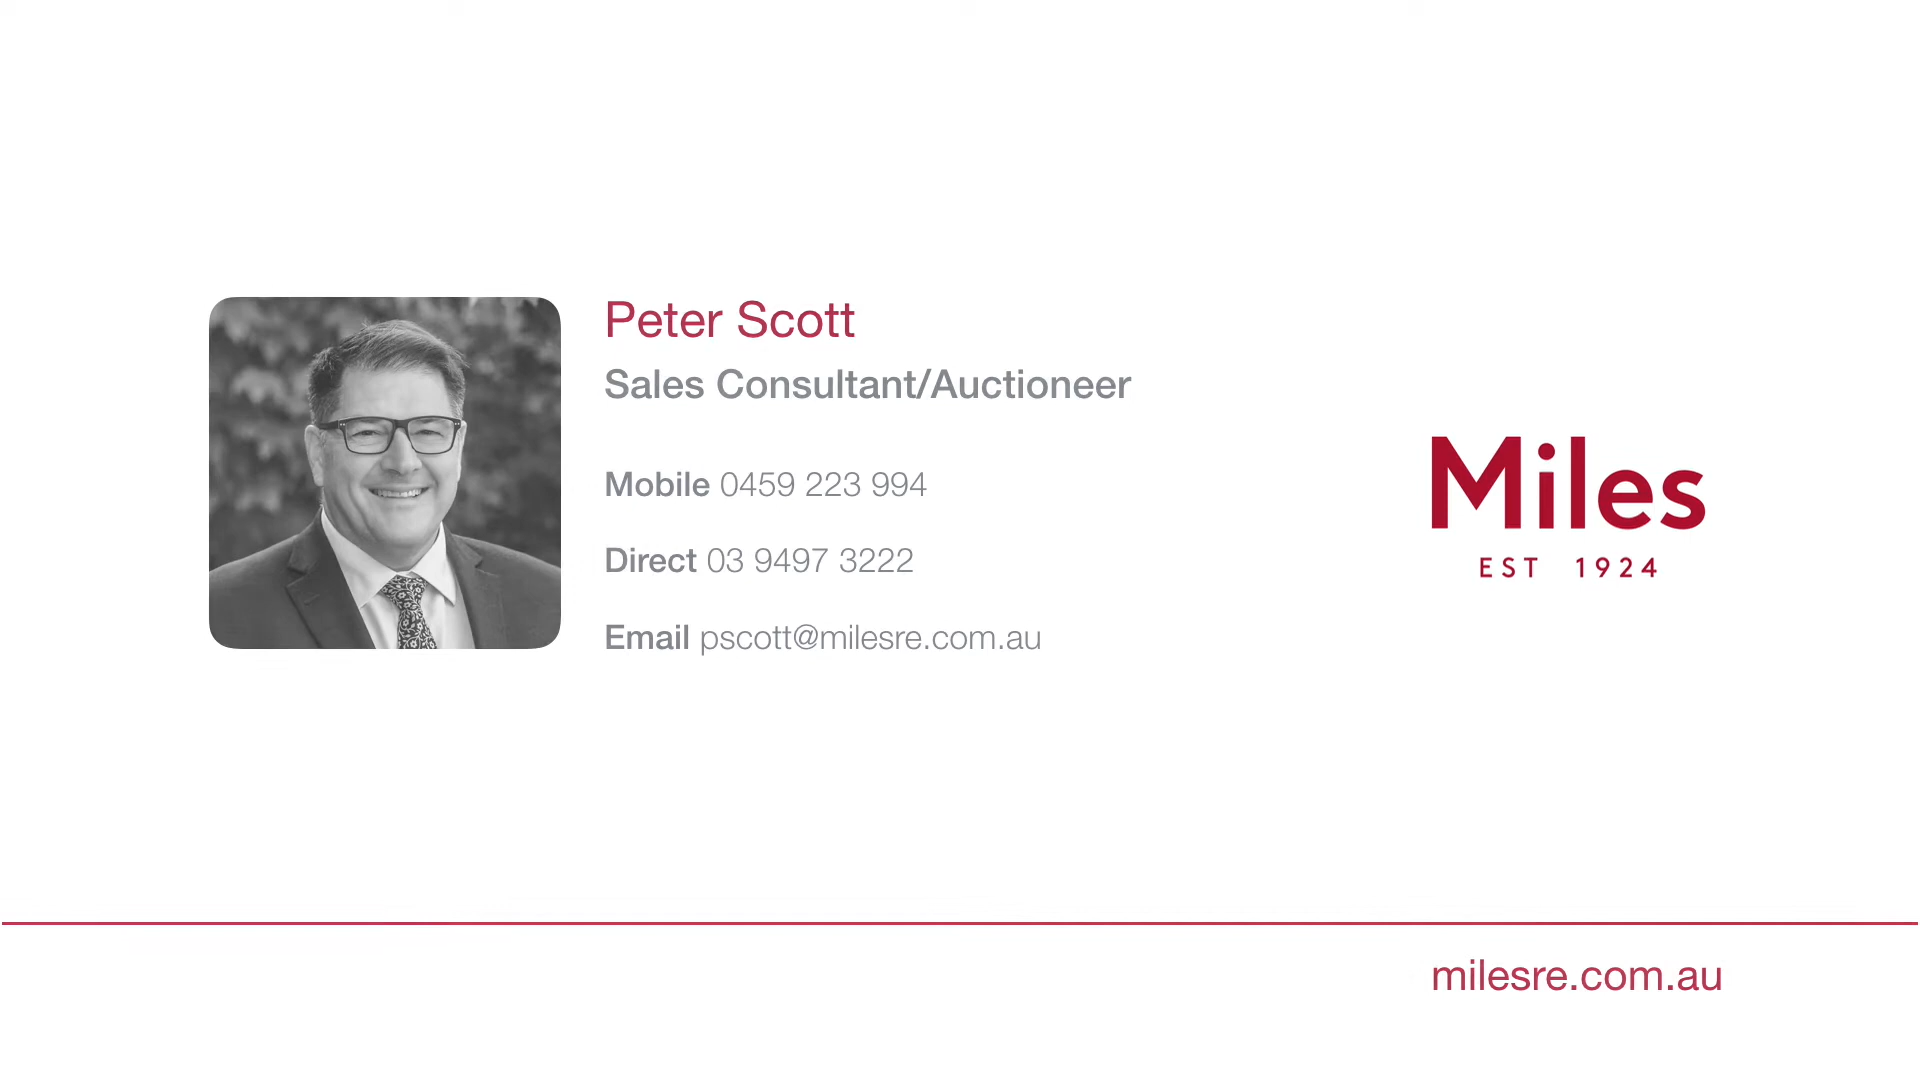 Peter Scott
Sales Consultant/Auctioneer
Mobile 0459 223 994
Direct 03 9497 3222
Email pscott@milesre.com.au
Miles
EST 1924
milesre.com.au